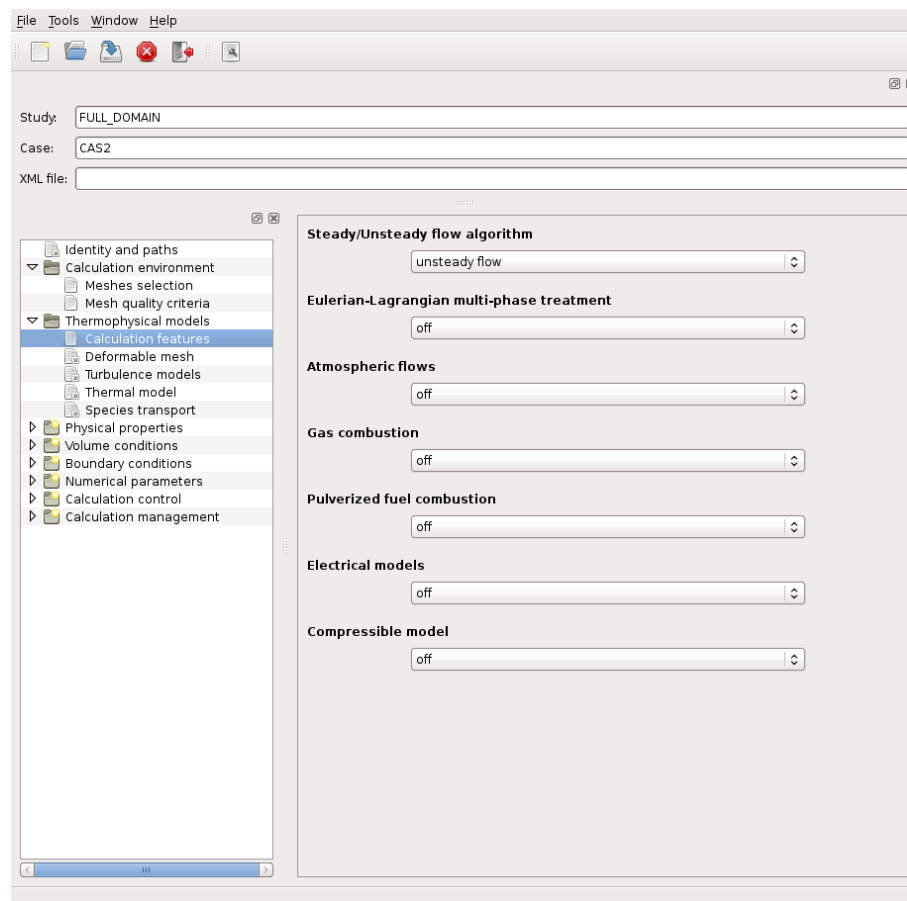 File Tools Window Help
Study: FULL_DOMAIN
Case: CAS2
XML file:
Identity and paths
Calculation environment
Meshes selection
Mesh quality criteria
Thermophysical models
Calculation features
Deformable mesh
Turbulence models
Thermal model
Species transport
Physical properties
Volume conditions
Boundary conditions
Numerical parameters
Calculation control
Calculation management
Steady/Unsteady flow algorithm
unsteady flow
Eulerian-Lagrangian multi-phase treatment
off
Atmospheric flows
off
Gas combustion
off
Pulverized fuel combustion
off
Electrical models
off
Compressible model
off